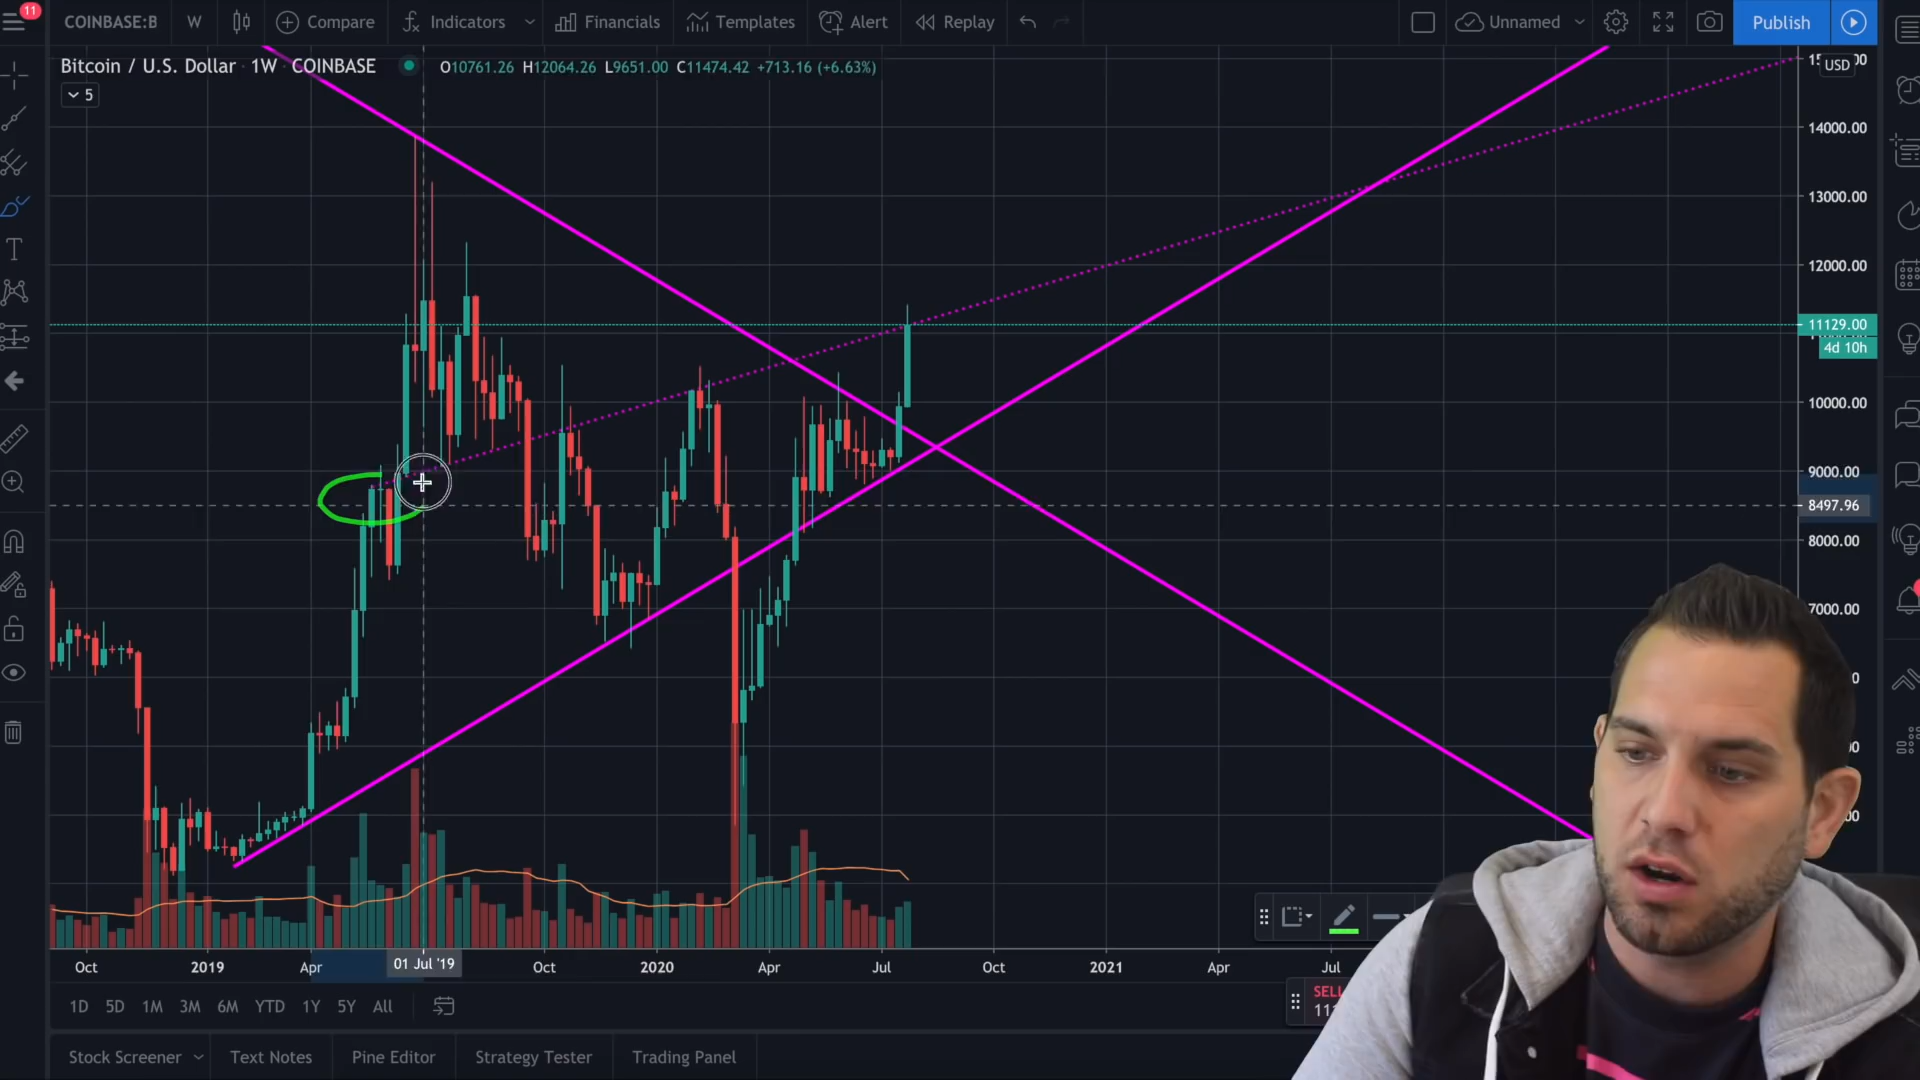 11
COINBASE:B W Compare Indicators Financials Templates Alert Replay Unnamed Publish
Bitcoin / U.S. Dollar · 1W · COINBASE O10761.26 H12064.26 L9651.00 C11474.42 +713.16 (+6.63%)
USD
5
14000.00
13000.00
12000.00
11129.00
4d 10h
10000.00
9000.00
8497.96
8000.00
7000.00
Oct 2019 Apr 01 Jul '19 Oct 2020 Apr Jul Oct 2021 Apr Jul
1D 5D 1M 3M 6M YTD 1Y 5Y All
SELL
Stock Screener Text Notes Pine Editor Strategy Tester Trading Panel